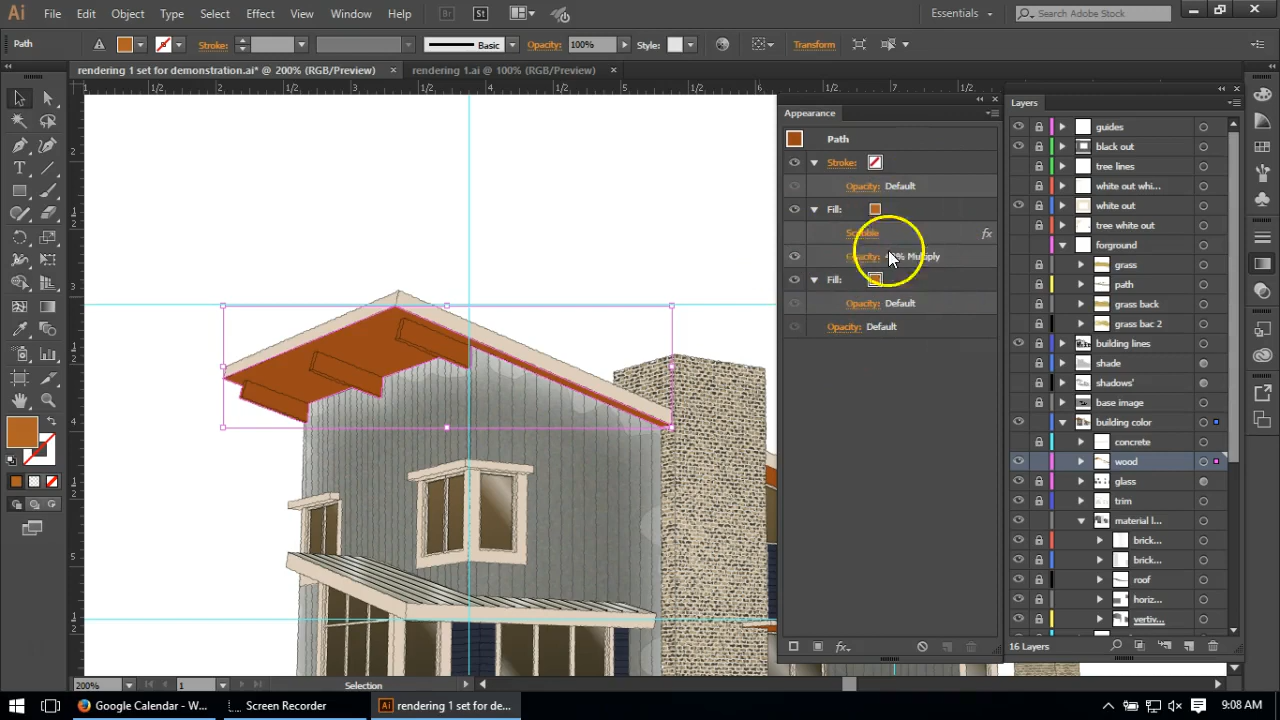 Ai File Edit Object Type Select Effect View Window Help Br St Essentials Search Adobe Stock
Path Stroke: Basic Opacity: 100% Style: Transform
rendering 1 set for demonstration.ai* @ 200% (RGB/Preview) × rendering 1.ai @ 100% (RGB/Preview) ×
Appearance
Path
Stroke:
Opacity: Default
Fill:
Scribble fx
Opacity: % Multiply
Fill:
Opacity: Default
Opacity: Default
Layers
guides
black out
tree lines
white out whi...
white out
tree white out
forground
grass
path
grass back
grass bac 2
building lines
shade
shadows'
base image
building color
concrete
wood
glass
trim
material l...
brick...
brick...
roof
horiz...
vertiv...
16 Layers
200% 1 Selection
Google Calendar - W... Screen Recorder Ai rendering 1 set for de... 9:08 AM